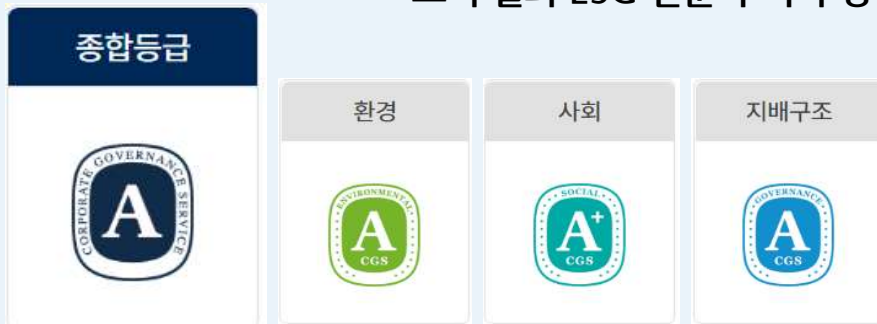 종합등급
환경
사회
지배구조
CORPORATE GOVERNANCE SERVICE
A
ENVIRONMENTAL
A
CGS
SOCIAL
A+
CGS
GOVERNANCE
A
CGS